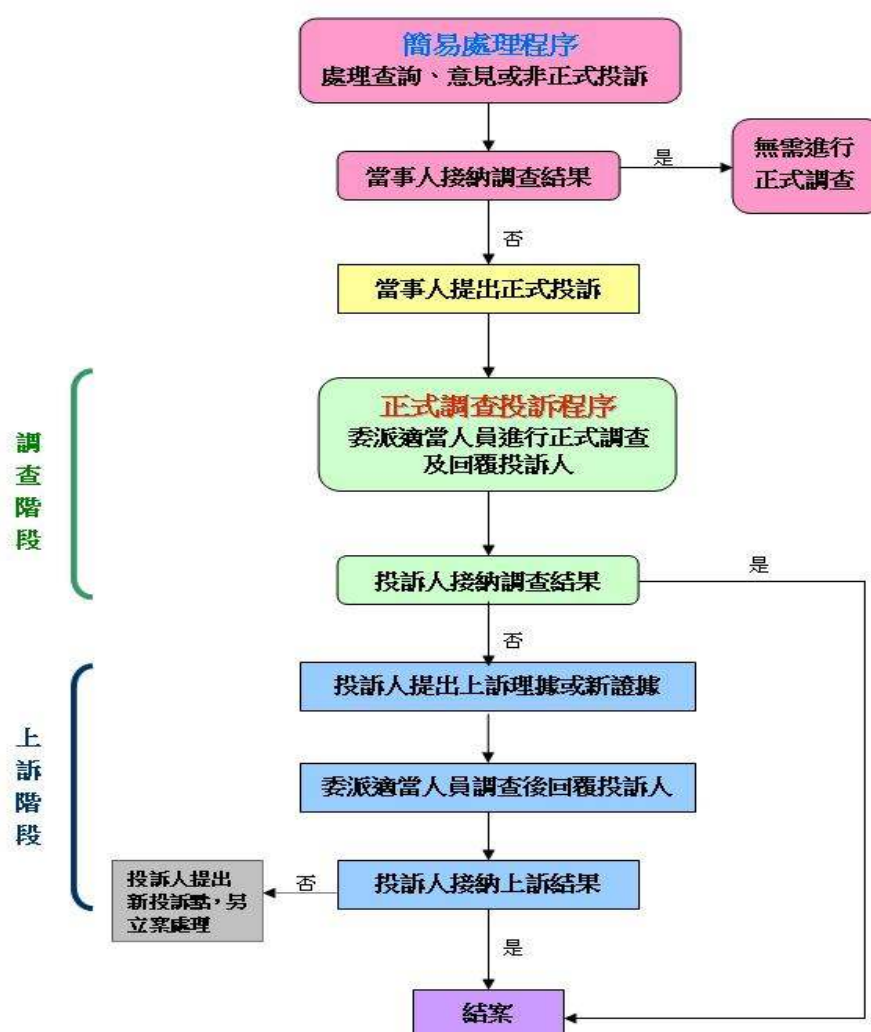 簡易處理程序
處理查詢、意見或非正式投訴
當事人接納調查結果
是
無需進行
正式調查
否
當事人提出正式投訴
調查階段
正式調查投訴程序
委派適當人員進行正式調查
及回覆投訴人
投訴人接納調查結果
是
否
上訴階段
投訴人提出上訴理據或新證據
委派適當人員調查後回覆投訴人
投訴人接納上訴結果
否
投訴人提出
新投訴點，另
立案處理
是
結案